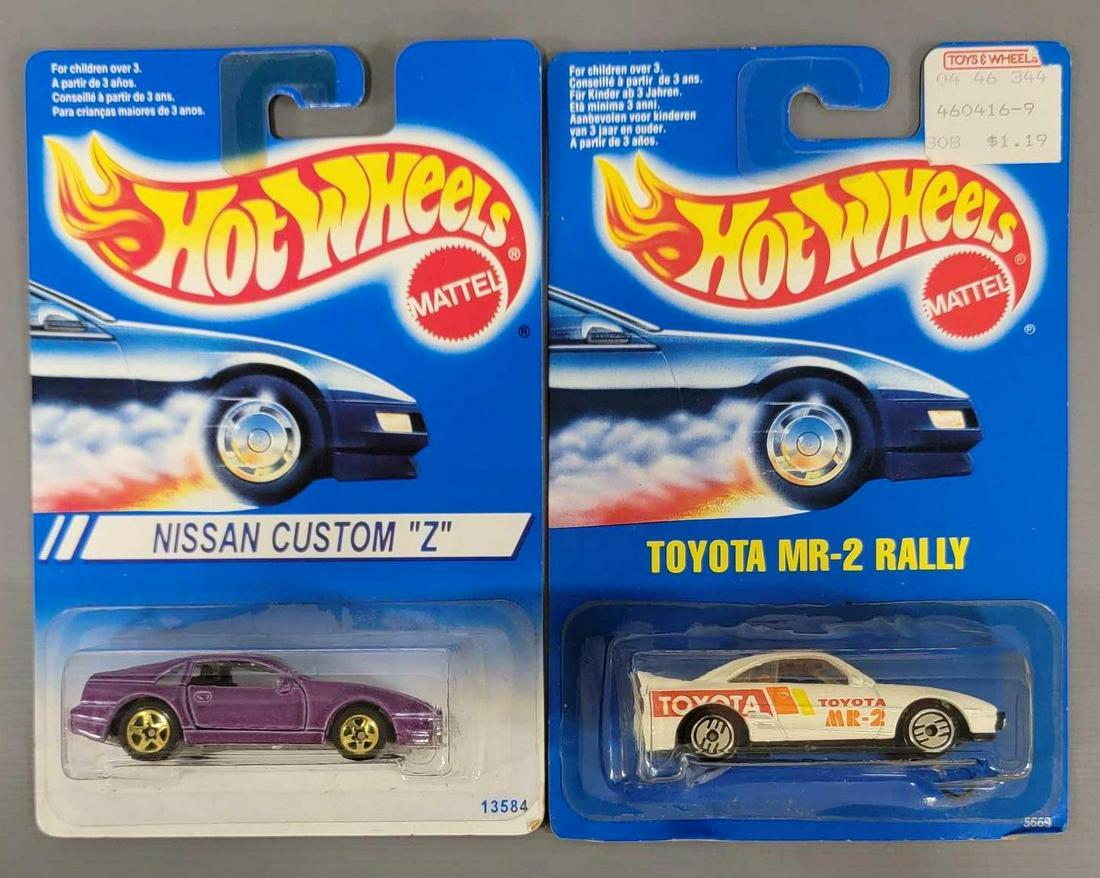 For children over 3.
A partir de 3 años.
Conseillé à partir de 3 ans.
Para crianças maiores de 3 anos.
HOT WHEELS ®
MATTEL
®
NISSAN CUSTOM "Z"
13584
For children over 3.
Conseillé à partir de 3 ans.
Für Kinder ab 3 Jahren.
Età minima 3 anni.
Aanbevolen voor kinderen
van 3 jaar en ouder.
A partir de 3 años.
TOYS & WHEELS
04 46 344
460416-9
308 $1.19
HOT WHEELS ®
MATTEL
®
TOYOTA MR-2 RALLY
TOYOTA
TOYOTA
MR-2
5669